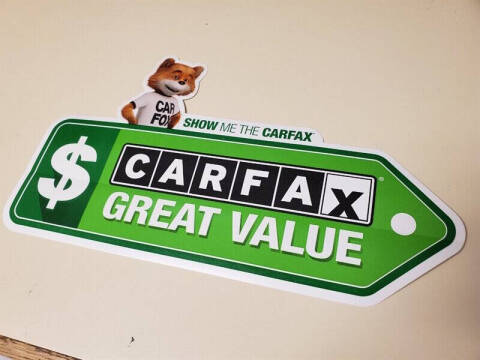 CAR
FOX
SHOW ME THE CARFAX
$
CARFAX®
GREAT VALUE